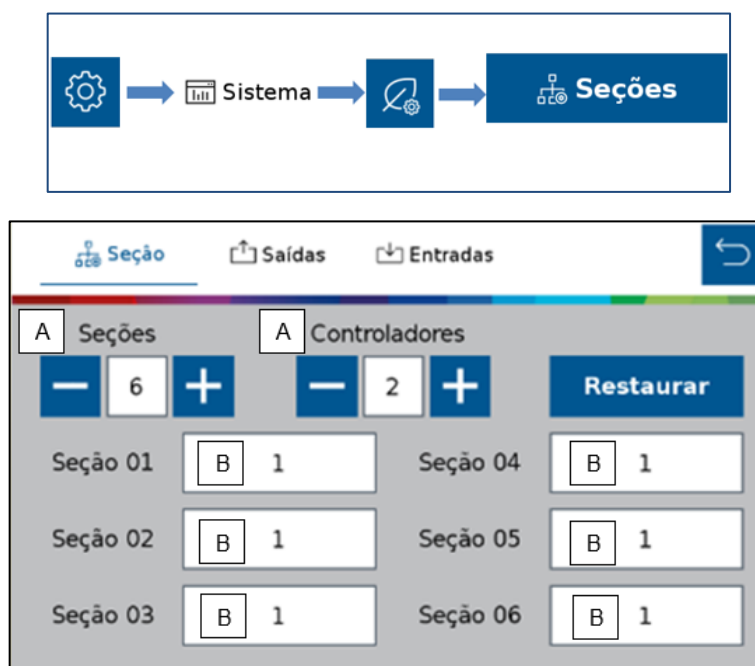 Sistema
Seções
Seção Saídas Entradas
A Seções A Controladores
6 2 Restaurar
Seção 01 B 1 Seção 04 B 1
Seção 02 B 1 Seção 05 B 1
Seção 03 B 1 Seção 06 B 1